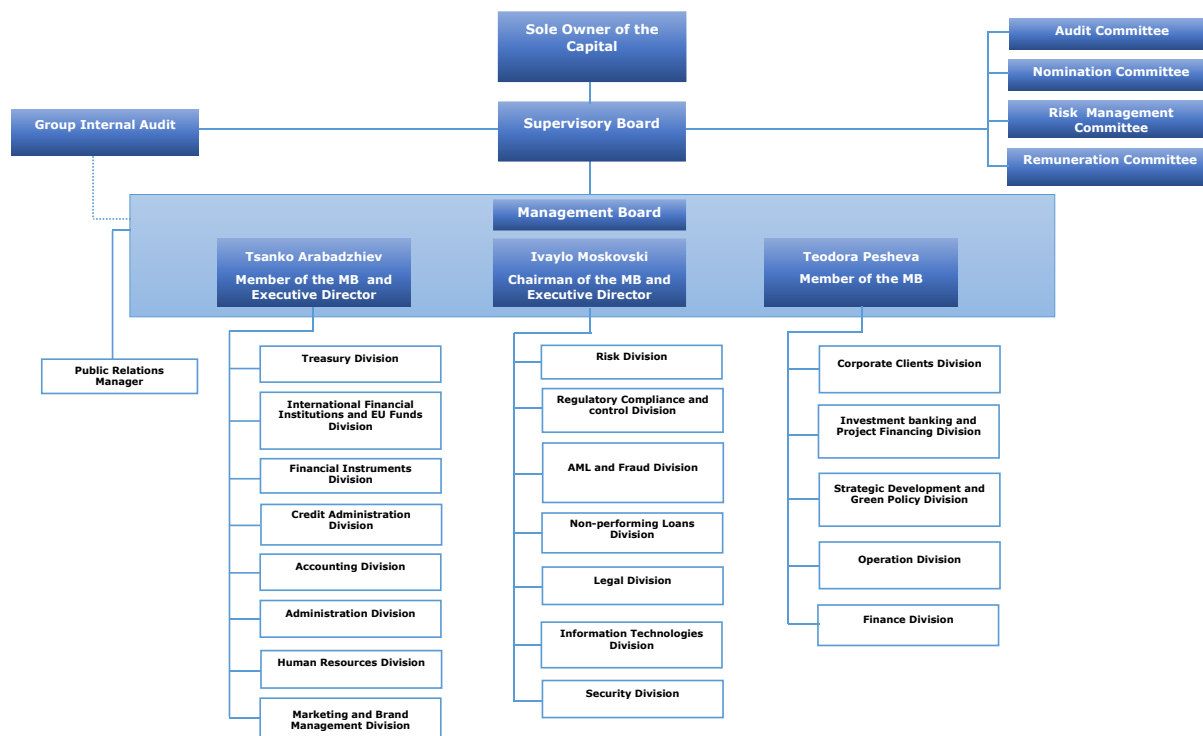 Sole Owner of the
Capital
Audit Committee
Nomination Committee
Risk Management
Committee
Remuneration Committee
Group Internal Audit
Supervisory Board
Management Board
Tsanko Arabadzhiev
Member of the MB and
Executive Director
Ivaylo Moskovski
Chairman of the MB and
Executive Director
Teodora Pesheva
Member of the MB
Public Relations
Manager
Treasury Division
International Financial
Institutions and EU Funds
Division
Financial Instruments
Division
Credit Administration
Division
Accounting Division
Administration Division
Human Resources Division
Marketing and Brand
Management Division
Risk Division
Regulatory Compliance and
control Division
AML and Fraud Division
Non-performing Loans
Division
Legal Division
Information Technologies
Division
Security Division
Corporate Clients Division
Investment banking and
Project Financing Division
Strategic Development and
Green Policy Division
Operation Division
Finance Division